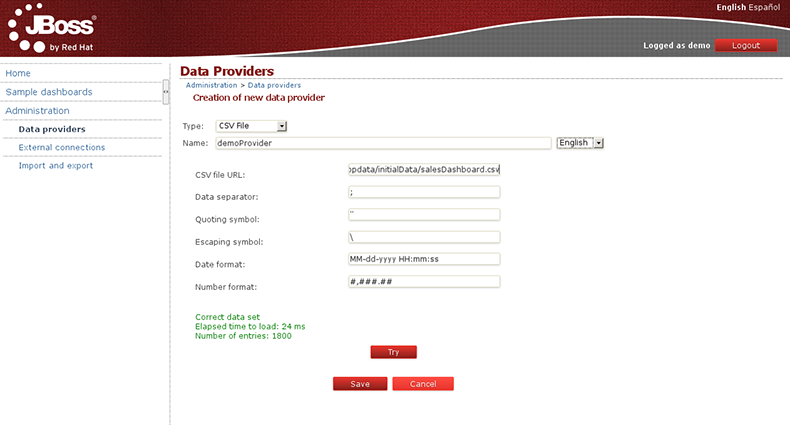 English Español
JBoss
by Red Hat
Logged as demo Logout
Home
Sample dashboards
Administration
Data providers
External connections
Import and export
Data Providers
Administration > Data providers
Creation of new data provider
Type: CSV File
Name: demoProvider English
CSV file URL: opdata/initialData/salesDashboard.csv
Data separator: ;
Quoting symbol: "
Escaping symbol: \
Date format: MM-dd-yyyy HH:mm:ss
Number format: #,###.##
Correct data set
Elapsed time to load: 24 ms
Number of entries: 1800
Try
Save Cancel